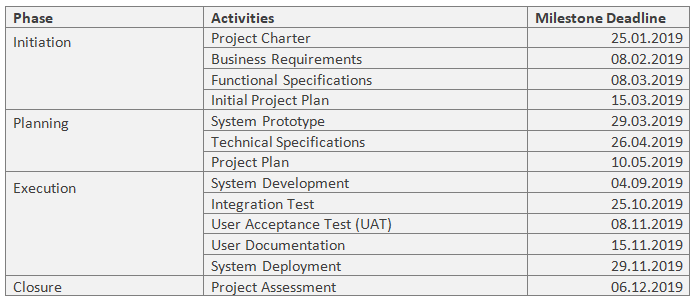 Phase Activities Milestone Deadline
Initiation Project Charter 25.01.2019
Business Requirements 08.02.2019
Functional Specifications 08.03.2019
Initial Project Plan 15.03.2019
Planning System Prototype 29.03.2019
Technical Specifications 26.04.2019
Project Plan 10.05.2019
Execution System Development 04.09.2019
Integration Test 25.10.2019
User Acceptance Test (UAT) 08.11.2019
User Documentation 15.11.2019
System Deployment 29.11.2019
Closure Project Assessment 06.12.2019